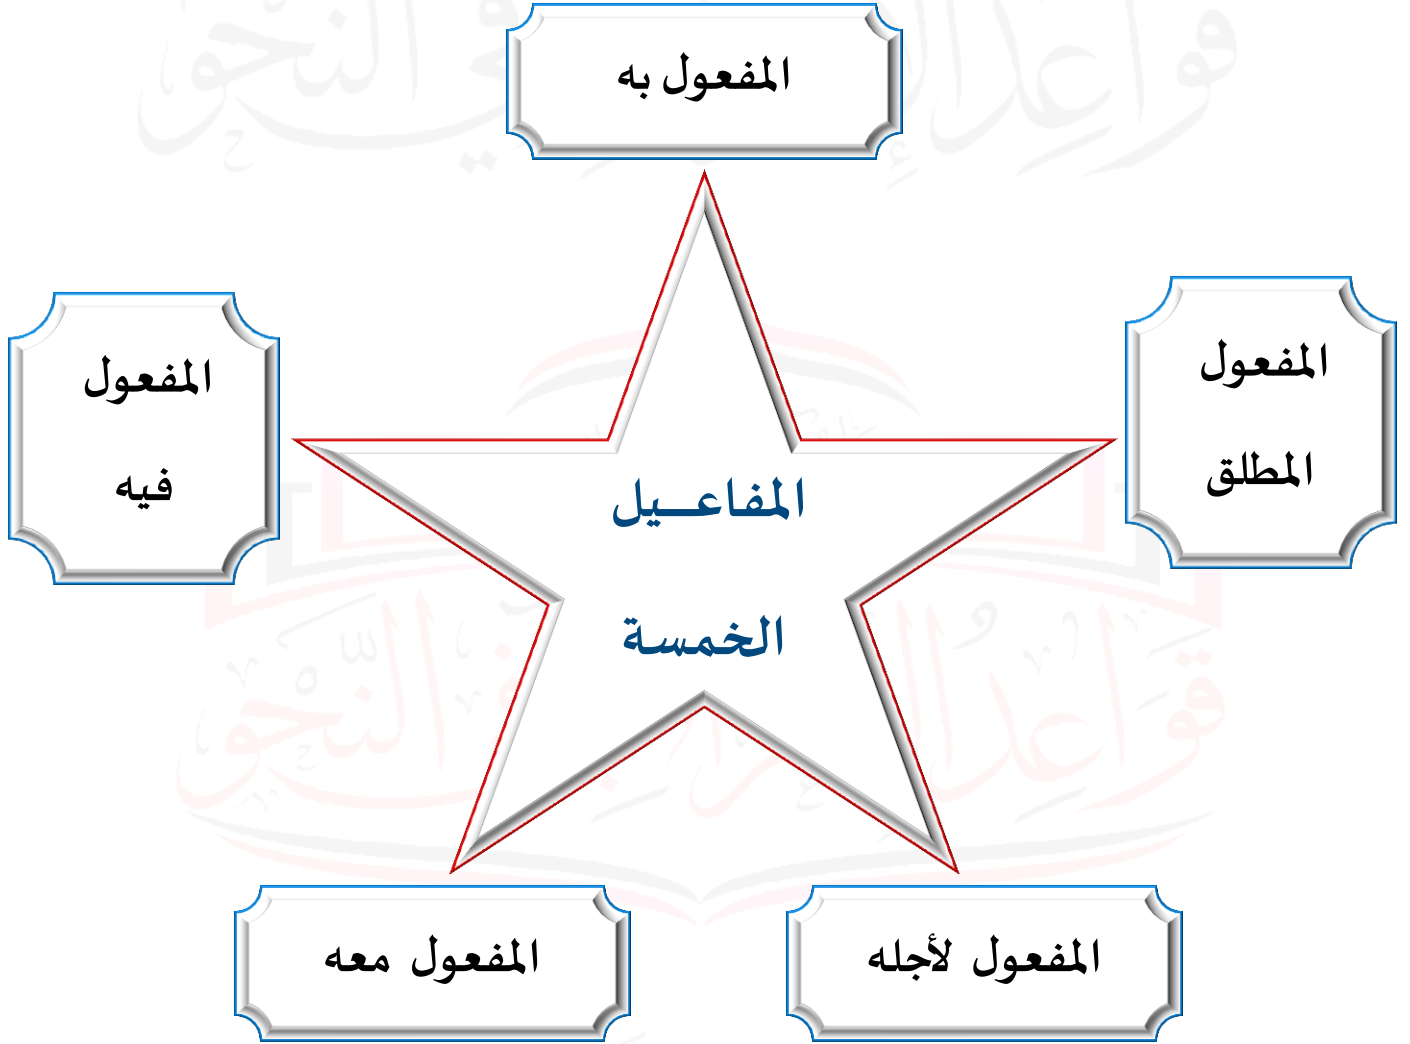 المفعول به
المفعول
المطلق
المفعول
فيه
المفاعــيل
الخمسة
المفعول لأجله
المفعول معه